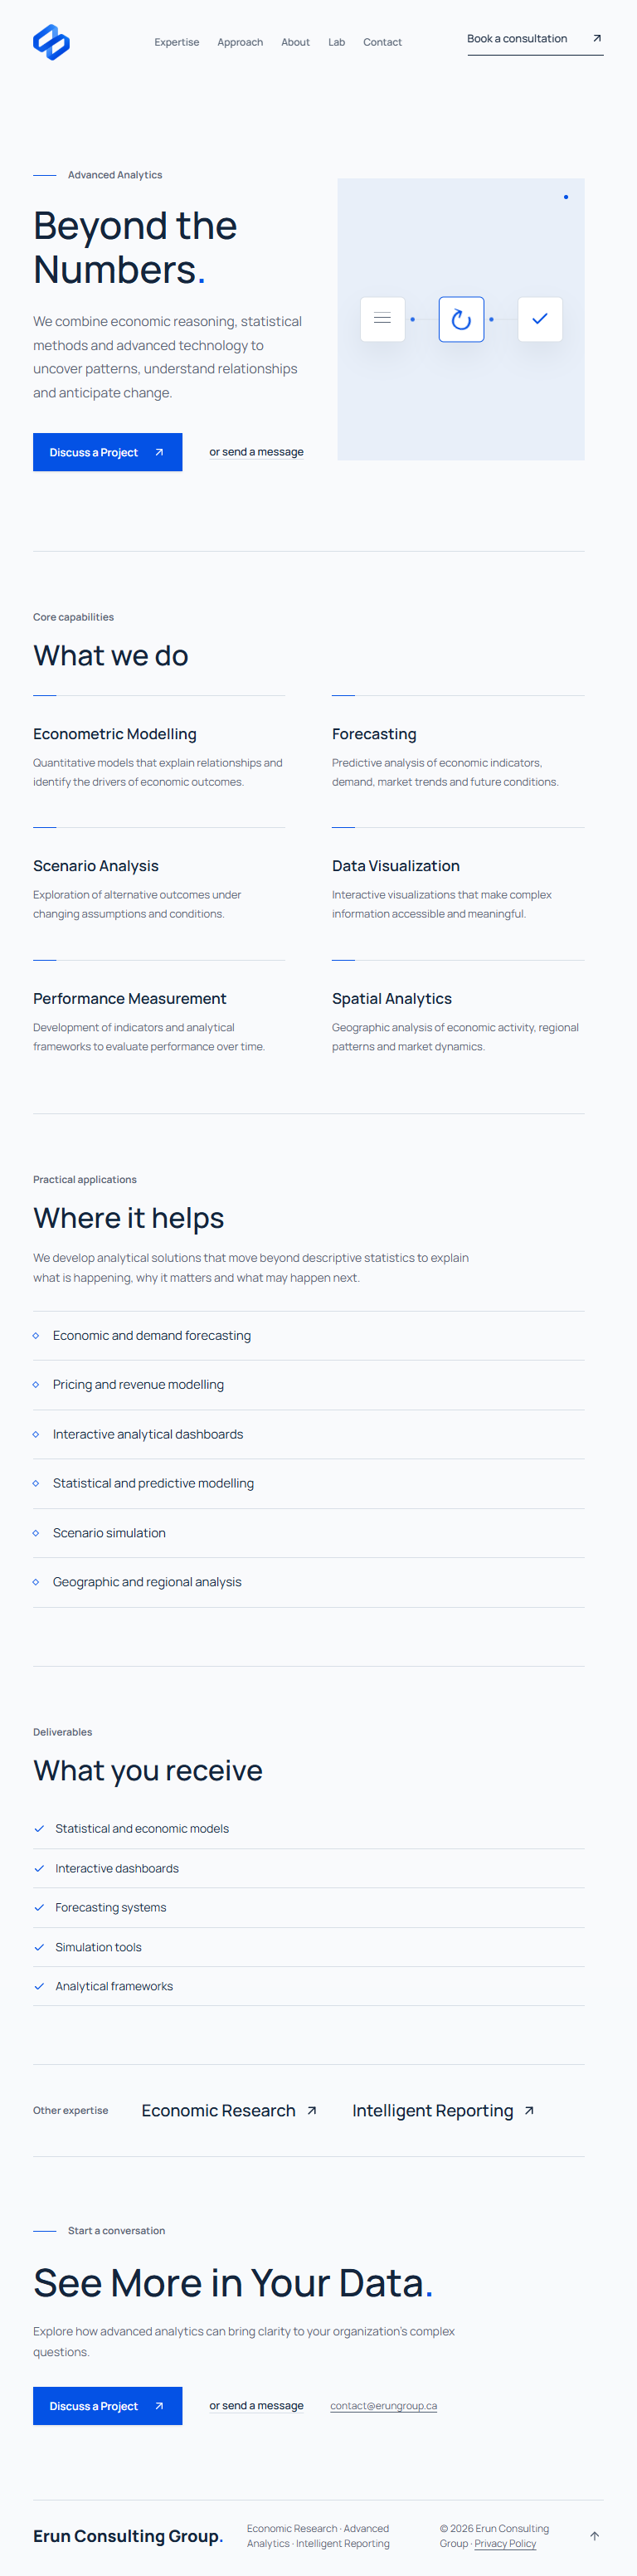 Expertise Approach About Lab Contact Book a consultation
Advanced Analytics
Beyond the
Numbers.
We combine economic reasoning, statistical
methods and advanced technology to
uncover patterns, understand relationships
and anticipate change.
Discuss a Project or send a message
Core capabilities
What we do
Econometric Modelling
Quantitative models that explain relationships and
identify the drivers of economic outcomes.
Forecasting
Predictive analysis of economic indicators,
demand, market trends and future conditions.
Scenario Analysis
Exploration of alternative outcomes under
changing assumptions and conditions.
Data Visualization
Interactive visualizations that make complex
information accessible and meaningful.
Performance Measurement
Development of indicators and analytical
frameworks to evaluate performance over time.
Spatial Analytics
Geographic analysis of economic activity, regional
patterns and market dynamics.
Practical applications
Where it helps
We develop analytical solutions that move beyond descriptive statistics to explain
what is happening, why it matters and what may happen next.
Economic and demand forecasting
Pricing and revenue modelling
Interactive analytical dashboards
Statistical and predictive modelling
Scenario simulation
Geographic and regional analysis
Deliverables
What you receive
Statistical and economic models
Interactive dashboards
Forecasting systems
Simulation tools
Analytical frameworks
Other expertise Economic Research Intelligent Reporting
Start a conversation
See More in Your Data.
Explore how advanced analytics can bring clarity to your organization's complex
questions.
Discuss a Project or send a message contact@erungroup.ca
Erun Consulting Group.
Economic Research · Advanced
Analytics · Intelligent Reporting
© 2026 Erun Consulting
Group · Privacy Policy